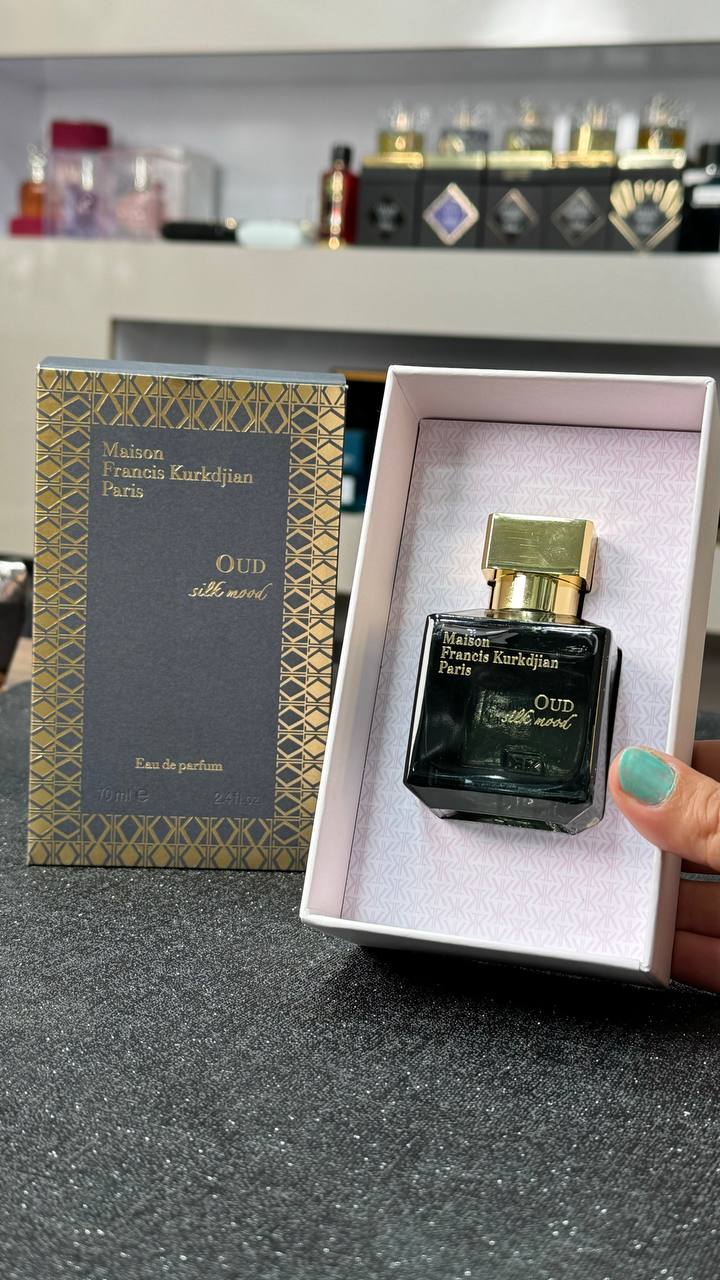 Maison
Francis Kurkdjian
Paris
OUD
silk mood
Eau de parfum
70 ml e 2.4 fl.oz
Maison
Francis Kurkdjian
Paris
OUD
silk mood